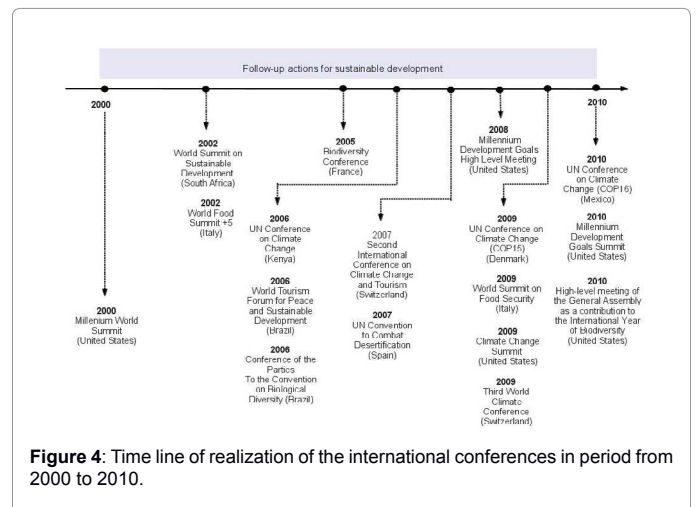 Follow-up actions for sustainable development
2000
2010
2002
World Summit on
Sustainable
Development
(South Africa)
2002
World Food
Summit +5
(Italy)
2005
Biodiversity
Conference
(France)
2008
Millennium
Development Goals
High Level Meeting
(United States)
2010
UN Conference
on Climate
Change (COP16)
(Mexico)
2010
Millennium
Development
Goals Summit
(United States)
2010
High-level meeting of
the General Assembly
as a contribution to
the International Year
of Biodiversity
(United States)
2006
UN Conference
on Climate
Change
(Kenya)
2006
World Tourism
Forum for Peace
and Sustainable
Development
(Brazil)
2006
Conference of the
Parties
To the Convention
on Biological
Diversity (Brazil)
2007
Second
International
Conference on
Climate Change
and Tourism
(Switzerland)
2007
UN Convention
to Combat
Desertification
(Spain)
2009
UN Conference on
Climate Change
(COP15)
(Denmark)
2009
World Summit on
Food Security
(Italy)
2009
Climate Change
Summit
(United States)
2009
Third World
Climate
Conference
(Switzerland)
2000
Millenium World
Summit
(United States)
Figure 4: Time line of realization of the international conferences in period from
2000 to 2010.